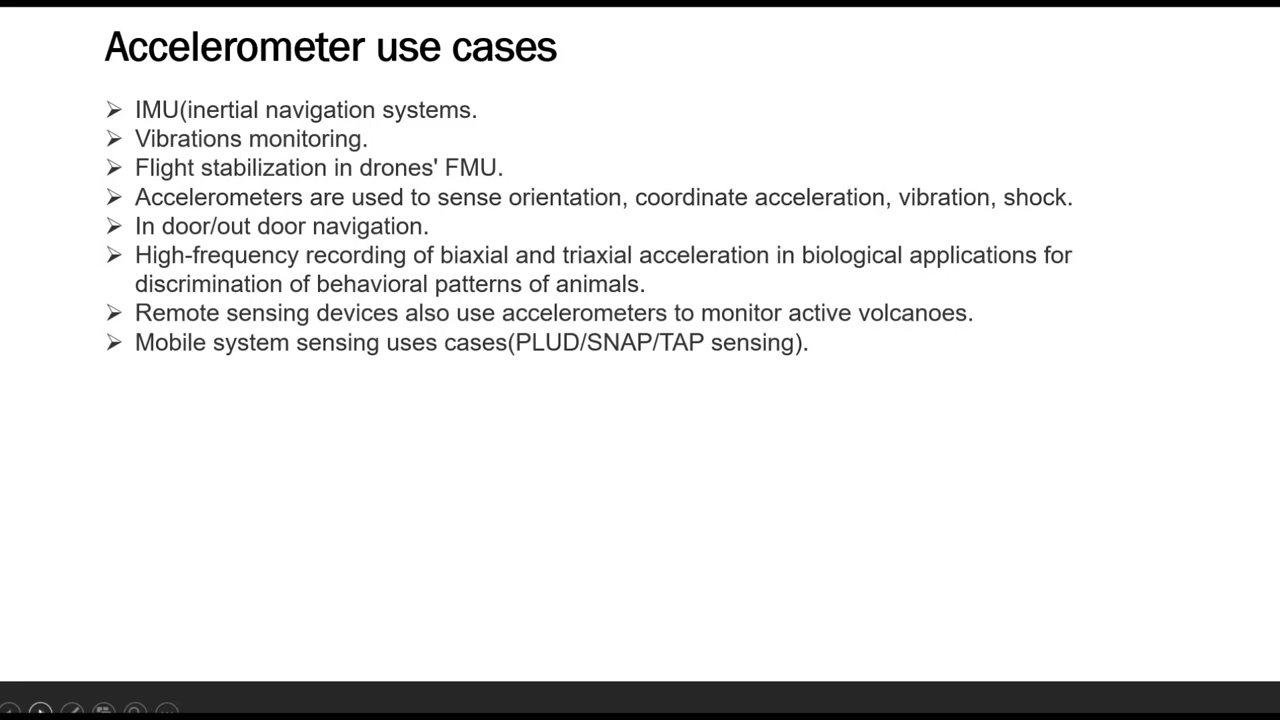 Accelerometer use cases
➢ IMU(inertial navigation systems.
➢ Vibrations monitoring.
➢ Flight stabilization in drones' FMU.
➢ Accelerometers are used to sense orientation, coordinate acceleration, vibration, shock.
➢ In door/out door navigation.
➢ High-frequency recording of biaxial and triaxial acceleration in biological applications for
discrimination of behavioral patterns of animals.
➢ Remote sensing devices also use accelerometers to monitor active volcanoes.
➢ Mobile system sensing uses cases(PLUD/SNAP/TAP sensing).